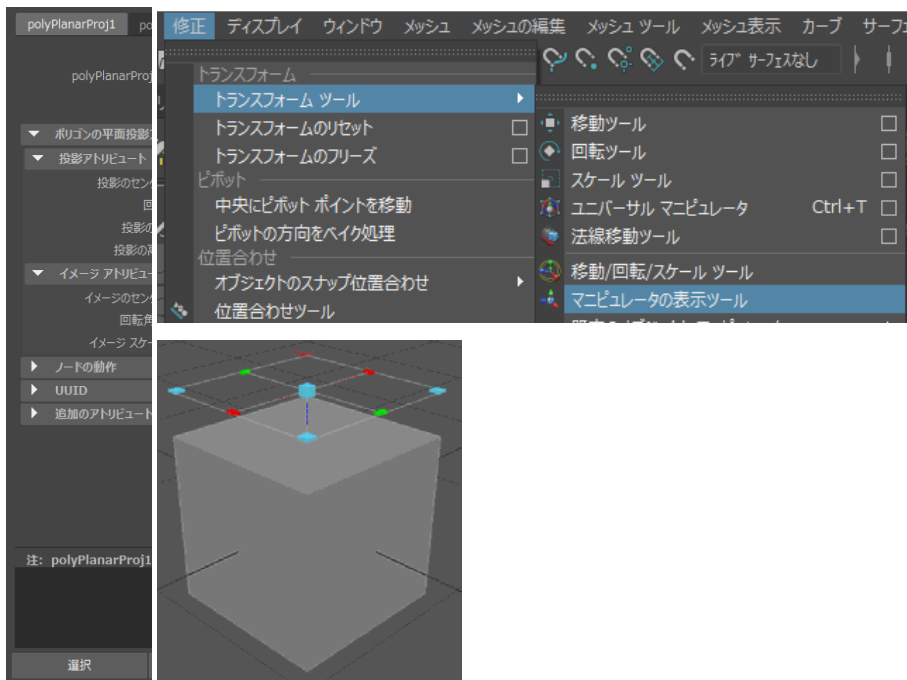 polyPlanarProj1
polyPlanarProj
ポリゴンの平面投影
投影アトリビュート
投影のセン
回
投影の
投影の
イメージ アトリビュー
イメージのセン
回転角
イメージ スケー
ノードの動作
UUID
追加のアトリビュート
注: polyPlanarProj1
選択
修正 ディスプレイ ウィンドウ メッシュ メッシュの編集 メッシュ ツール メッシュ表示 カーブ サーフ
ライブ サーフェスなし
トランスフォーム
トランスフォーム ツール
トランスフォームのリセット
トランスフォームのフリーズ
ピボット
中央にピボット ポイントを移動
ピボットの方向をベイク処理
位置合わせ
オブジェクトのスナップ位置合わせ
位置合わせツール
移動ツール
回転ツール
スケール ツール
ユニバーサル マニピュレータ Ctrl+T
法線移動ツール
移動/回転/スケール ツール
マニピュレータの表示ツール